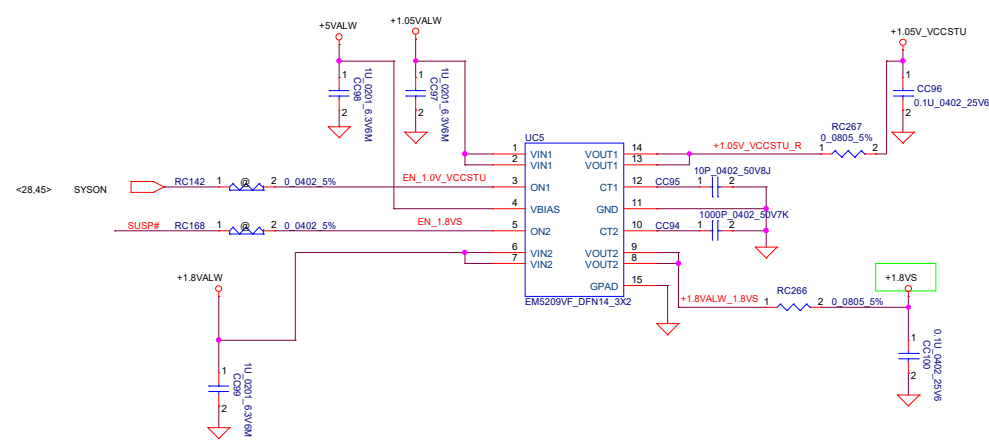 +5VALW
+1.05VALW
+1.05V_VCCSTU
1
2
1U_0201_6.3V6M
CC98
1
2
1U_0201_6.3V6M
CC97
1
2
CC96
0.1U_0402_25V6
UC5
RC267
0_0805_5%
1 2
+1.05V_VCCSTU_R
1 VIN1
2 VIN1
VOUT1 14
VOUT1 13
<28,45> SYSON
RC142 1 @ 2 0_0402_5%
EN_1.0V_VCCSTU
3 ON1
CT1 12
CC95 1 2
10P_0402_50V8J
4 VBIAS
GND 11
SUSP#
RC168 1 @ 2 0_0402_5%
EN_1.8VS
5 ON2
CT2 10
CC94 1 2
1000P_0402_50V7K
6 VIN2
7 VIN2
VOUT2 9
VOUT2 8
GPAD 15
EM5209VF_DFN14_3X2
+1.8VALW
+1.8VALW_1.8VS
RC266
1 2 0_0805_5%
+1.8VS
1
2
1U_0201_6.3V6M
CC99
1
2
0.1U_0402_25V6
CC100